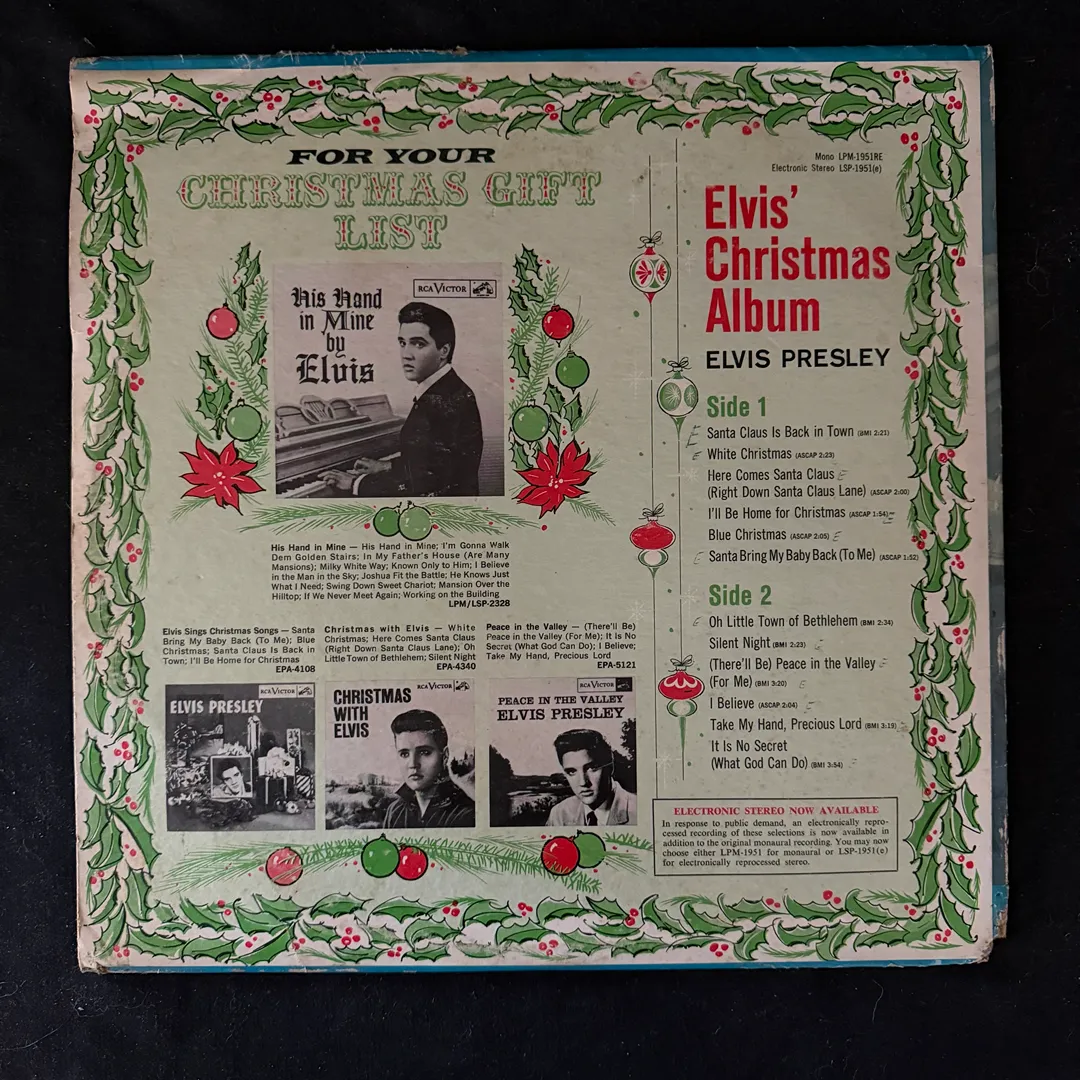 FOR YOUR
CHRISTMAS GIFT
LIST
RCA VICTOR
His Hand
in Mine
by
Elvis
His Hand in Mine — His Hand in Mine; I'm Gonna Walk
Dem Golden Stairs; In My Father's House (Are Many
Mansions); Milky White Way; Known Only to Him; I Believe
in the Man in the Sky; Joshua Fit the Battle; He Knows Just
What I Need; Swing Down Sweet Chariot; Mansion Over the
Hilltop; If We Never Meet Again; Working on the Building
LPM/LSP-2328
Elvis Sings Christmas Songs — Santa
Bring My Baby Back (To Me); Blue
Christmas; Santa Claus Is Back in
Town; I'll Be Home for Christmas
EPA-4108
Christmas with Elvis — White
Christmas; Here Comes Santa Claus
(Right Down Santa Claus Lane); Oh
Little Town of Bethlehem; Silent Night
EPA-4340
Peace in the Valley — (There'll Be)
Peace in the Valley (For Me); It Is No
Secret (What God Can Do); I Believe;
Take My Hand, Precious Lord
EPA-5121
RCA VICTOR
ELVIS PRESLEY
RCA VICTOR
CHRISTMAS
WITH
ELVIS
RCA VICTOR
PEACE IN THE VALLEY
ELVIS PRESLEY
Mono LPM-1951RE
Electronic Stereo LSP-1951(e)
Elvis'
Christmas
Album
ELVIS PRESLEY
Side 1
E Santa Claus Is Back in Town (BMI 2:21)
E White Christmas (ASCAP 2:23)
Here Comes Santa Claus E
(Right Down Santa Claus Lane) (ASCAP 2:00)
I'll Be Home for Christmas (ASCAP 1:54) E
Blue Christmas (ASCAP 2:05) E
E Santa Bring My Baby Back (To Me) (ASCAP 1:52)
Side 2
E Oh Little Town of Bethlehem (BMI 2:34)
Silent Night (BMI 2:23) E
(There'll Be) Peace in the Valley E
(For Me) (BMI 3:20) E
I Believe (ASCAP 2:04) E
Take My Hand, Precious Lord (BMI 3:19)
It Is No Secret
(What God Can Do) (BMI 3:54) E
ELECTRONIC STEREO NOW AVAILABLE
In response to public demand, an electronically repro-
cessed recording of these selections is now available in
addition to the original monaural recording. You may now
choose either LPM-1951 for monaural or LSP-1951(e)
for electronically reprocessed stereo.